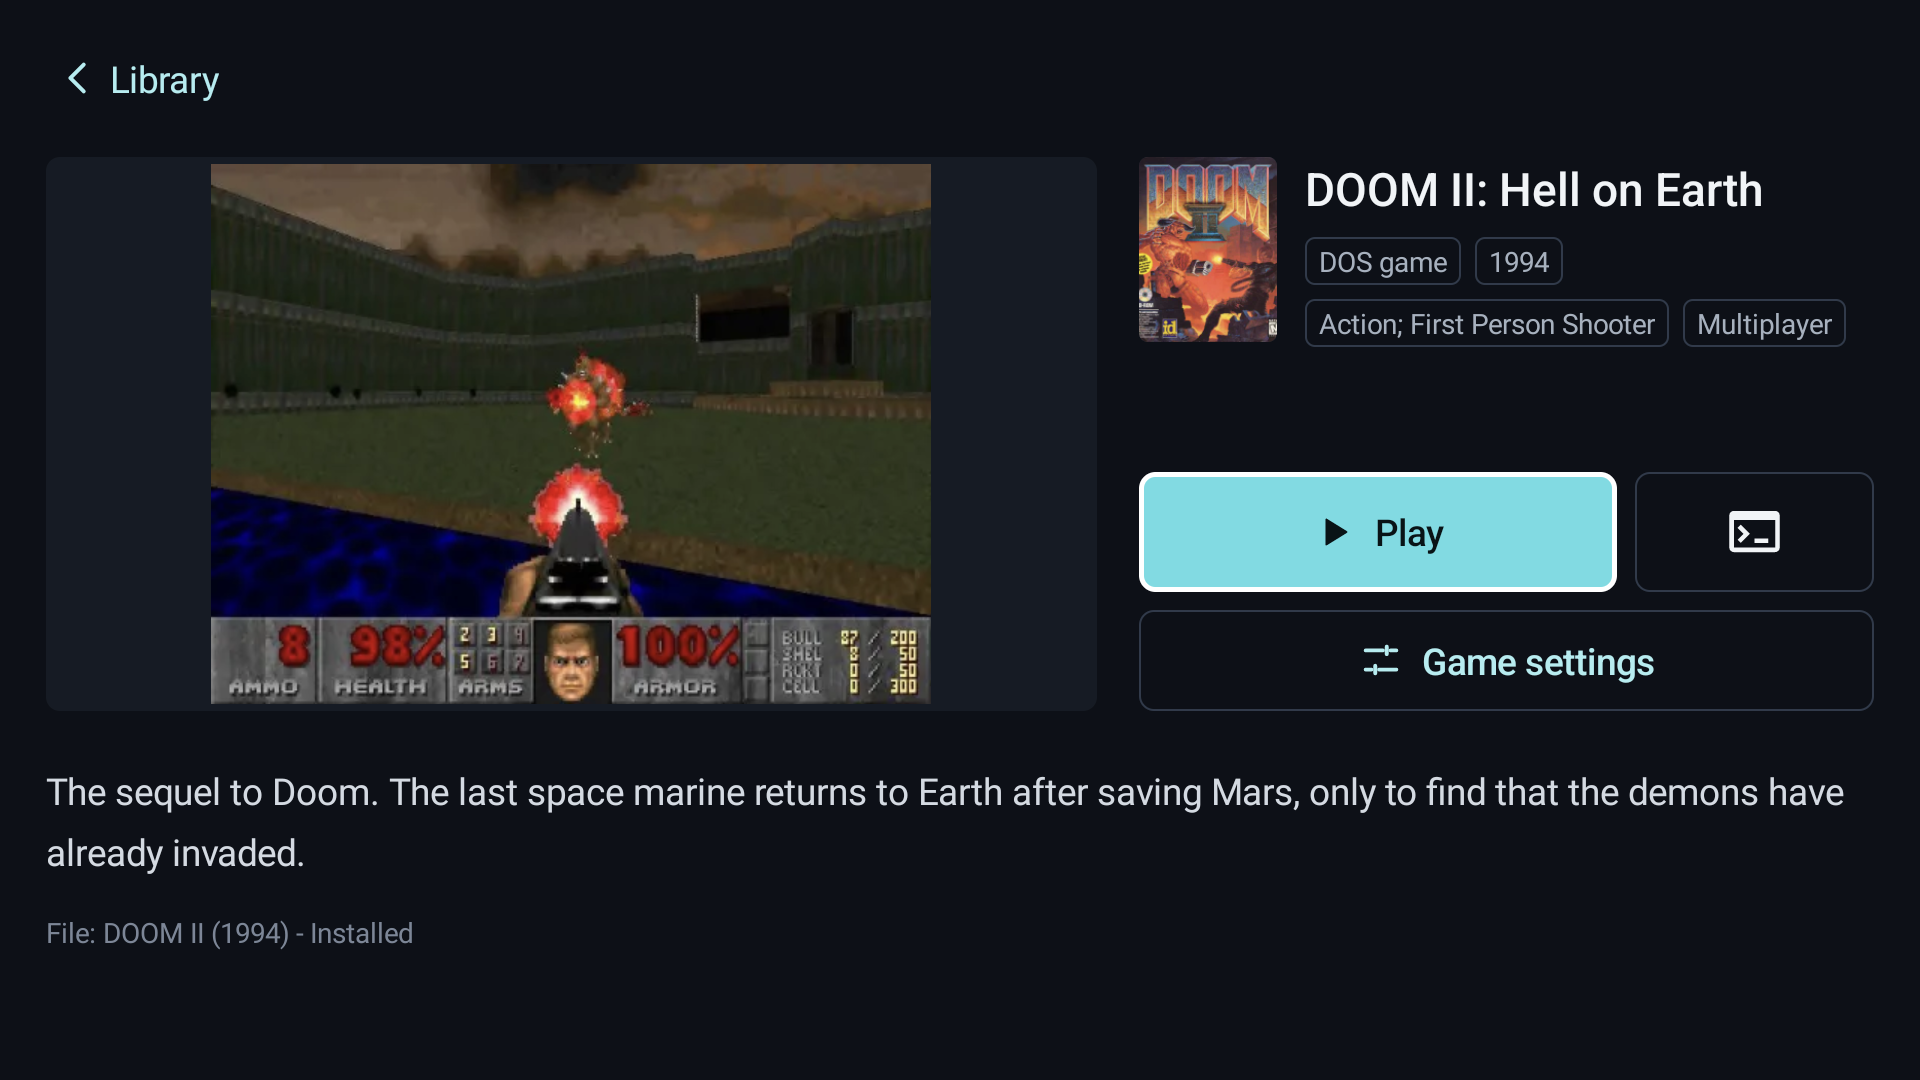 Library
DOOM II
id
DOOM II: Hell on Earth
DOS game
1994
Action; First Person Shooter
Multiplayer
8
98%
2 3 4
5 6 7
100%
AMMO
HEALTH
ARMS
ARMOR
BULL 87 / 200
SHEL 8 / 50
RCKT 0 / 50
CELL 0 / 300
Play
Game settings
The sequel to Doom. The last space marine returns to Earth after saving Mars, only to find that the demons have
already invaded.
File: DOOM II (1994) - Installed